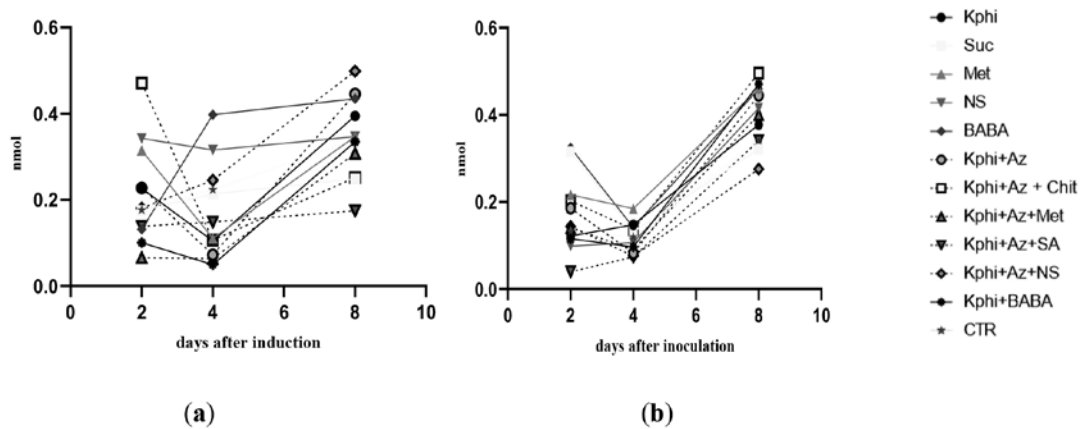 0.6
0.4
0.2
0.0
nmol
0 2 4 6 8 10
days after induction
(a)
0.6
0.4
0.2
0.0
nmol
0 2 4 6 8 10
days after inoculation
(b)
Kphi
Suc
Met
NS
BABA
Kphi+Az
Kphi+Az + Chit
Kphi+Az+Met
Kphi+Az+SA
Kphi+Az+NS
Kphi+BABA
CTR